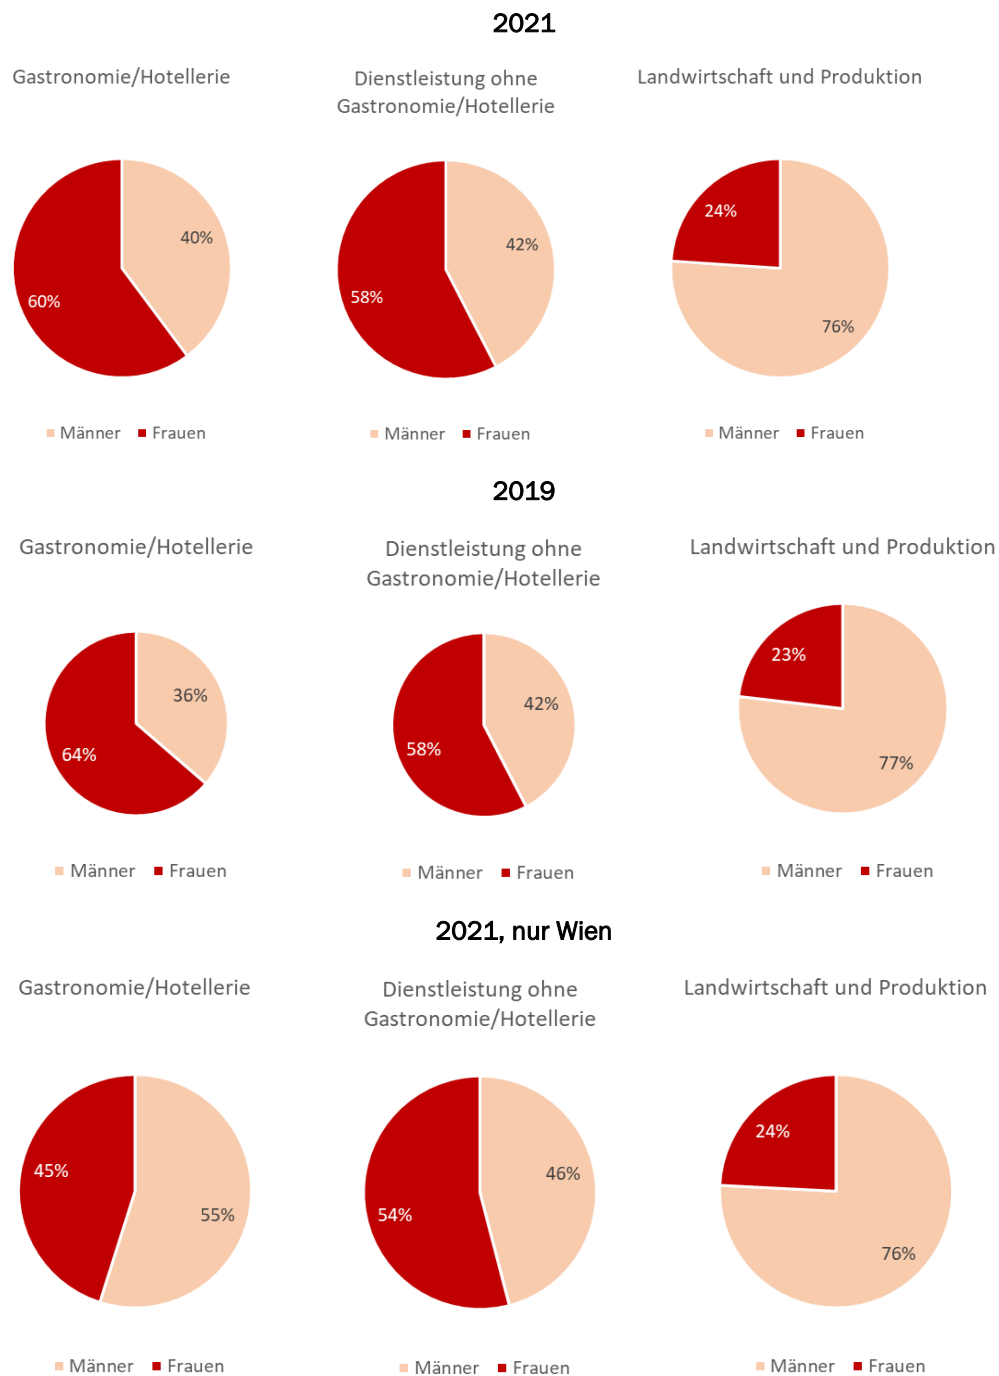 2021
Gastronomie/Hotellerie
Dienstleistung ohne
Gastronomie/Hotellerie
Landwirtschaft und Produktion
40%
60%
42%
58%
24%
76%
Männer Frauen
Männer Frauen
Männer Frauen
2019
Gastronomie/Hotellerie
Dienstleistung ohne
Gastronomie/Hotellerie
Landwirtschaft und Produktion
36%
64%
42%
58%
23%
77%
Männer Frauen
Männer Frauen
Männer Frauen
2021, nur Wien
Gastronomie/Hotellerie
Dienstleistung ohne
Gastronomie/Hotellerie
Landwirtschaft und Produktion
45%
55%
46%
54%
24%
76%
Männer Frauen
Männer Frauen
Männer Frauen